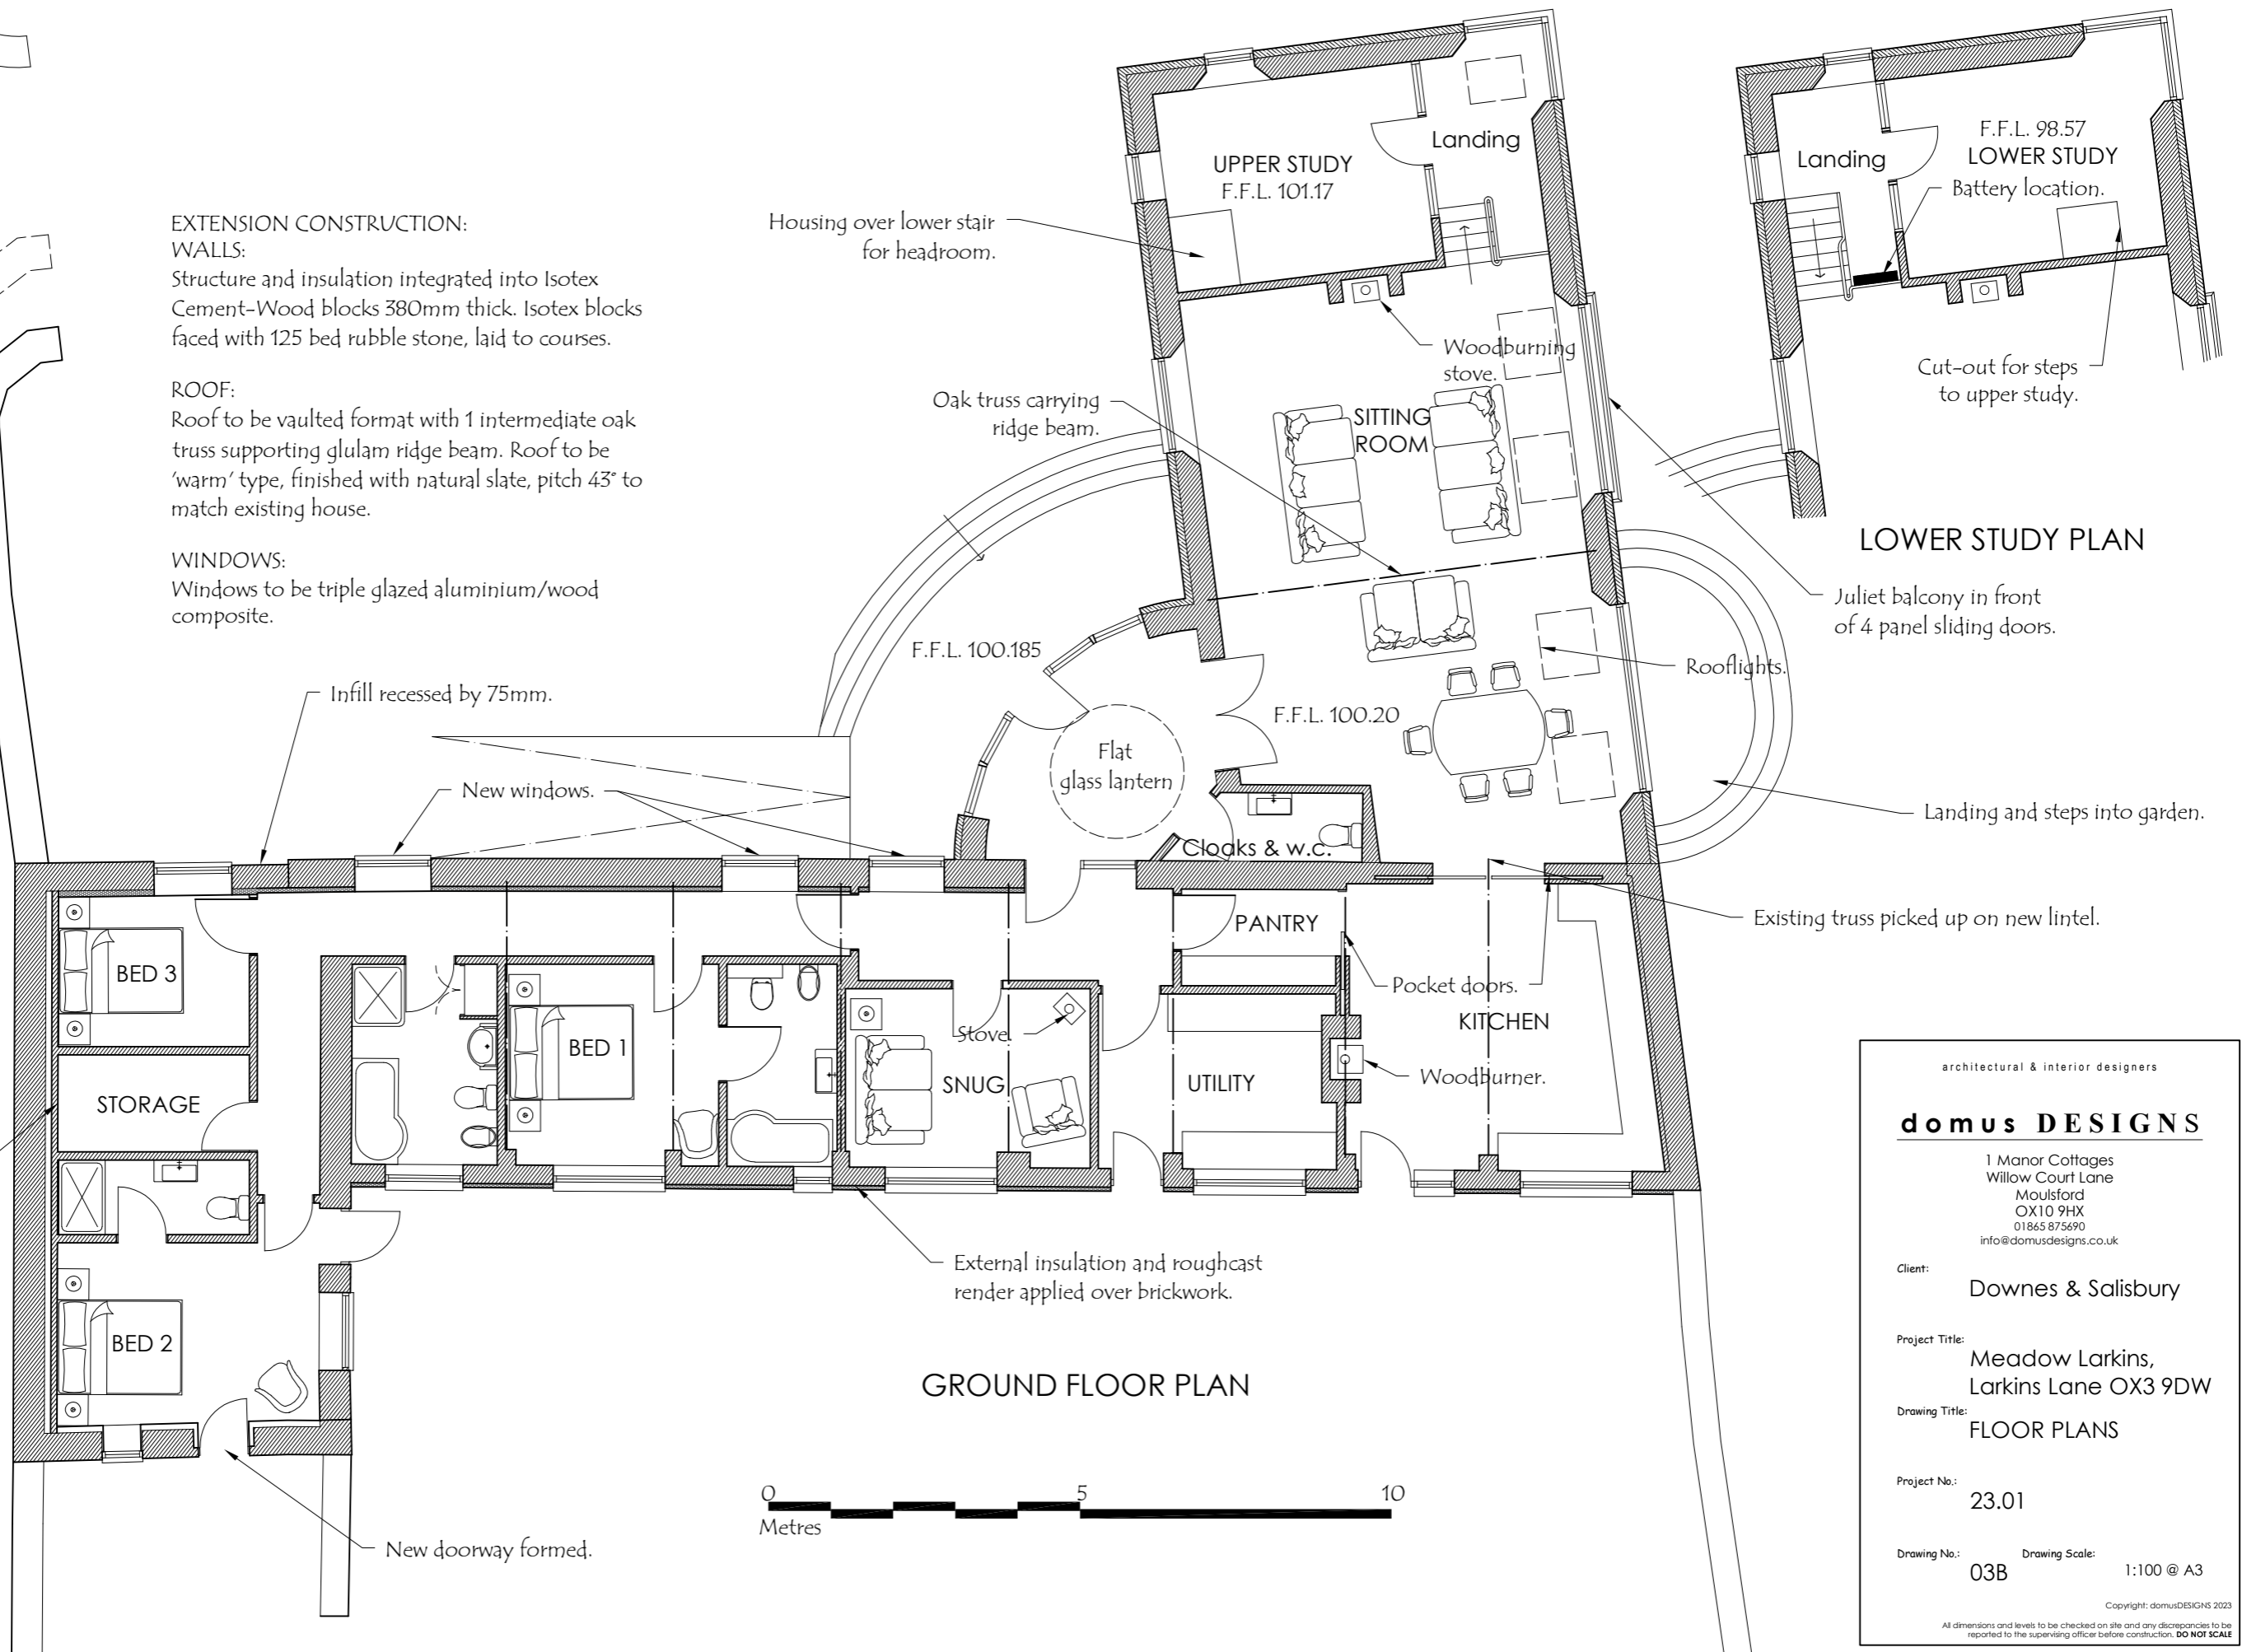 EXTENSION CONSTRUCTION:
WALLS:
Structure and insulation integrated into Isotex
Cement-Wood blocks 380mm thick. Isotex blocks
faced with 125 bed rubble stone, laid to courses.
ROOF:
Roof to be vaulted format with 1 intermediate oak
truss supporting glulam ridge beam. Roof to be
'warm' type, finished with natural slate, pitch 43° to
match existing house.
WINDOWS:
Windows to be triple glazed aluminium/wood
composite.
Housing over lower stair
for headroom.
UPPER STUDY
F.F.L. 101.17
Landing
Woodburning
stove.
Oak truss carrying
ridge beam.
SITTING
ROOM
Landing
F.F.L. 98.57
LOWER STUDY
Battery location.
Cut-out for steps
to upper study.
LOWER STUDY PLAN
Juliet balcony in front
of 4 panel sliding doors.
F.F.L. 100.185
Rooflights.
F.F.L. 100.20
Infill recessed by 75mm.
New windows.
Flat
glass lantern
Landing and steps into garden.
Cloaks & w.c.
Existing truss picked up on new lintel.
PANTRY
Pocket doors.
KITCHEN
BED 3
BED 1
Stove
SNUG
UTILITY
Woodburner.
STORAGE
BED 2
External insulation and roughcast
render applied over brickwork.
GROUND FLOOR PLAN
0 5 10
Metres
New doorway formed.
architectural & interior designers
domus DESIGNS
1 Manor Cottages
Willow Court Lane
Moulsford
OX10 9HX
01865 875690
info@domusdesigns.co.uk
Client:
Downes & Salisbury
Project Title:
Meadow Larkins,
Larkins Lane OX3 9DW
Drawing Title:
FLOOR PLANS
Project No.:
23.01
Drawing No.: Drawing Scale:
03B 1:100 @ A3
Copyright: domusDESIGNS 2023
All dimensions and levels to be checked on site and any discrepancies to be
reported to the supervising officer before construction. DO NOT SCALE